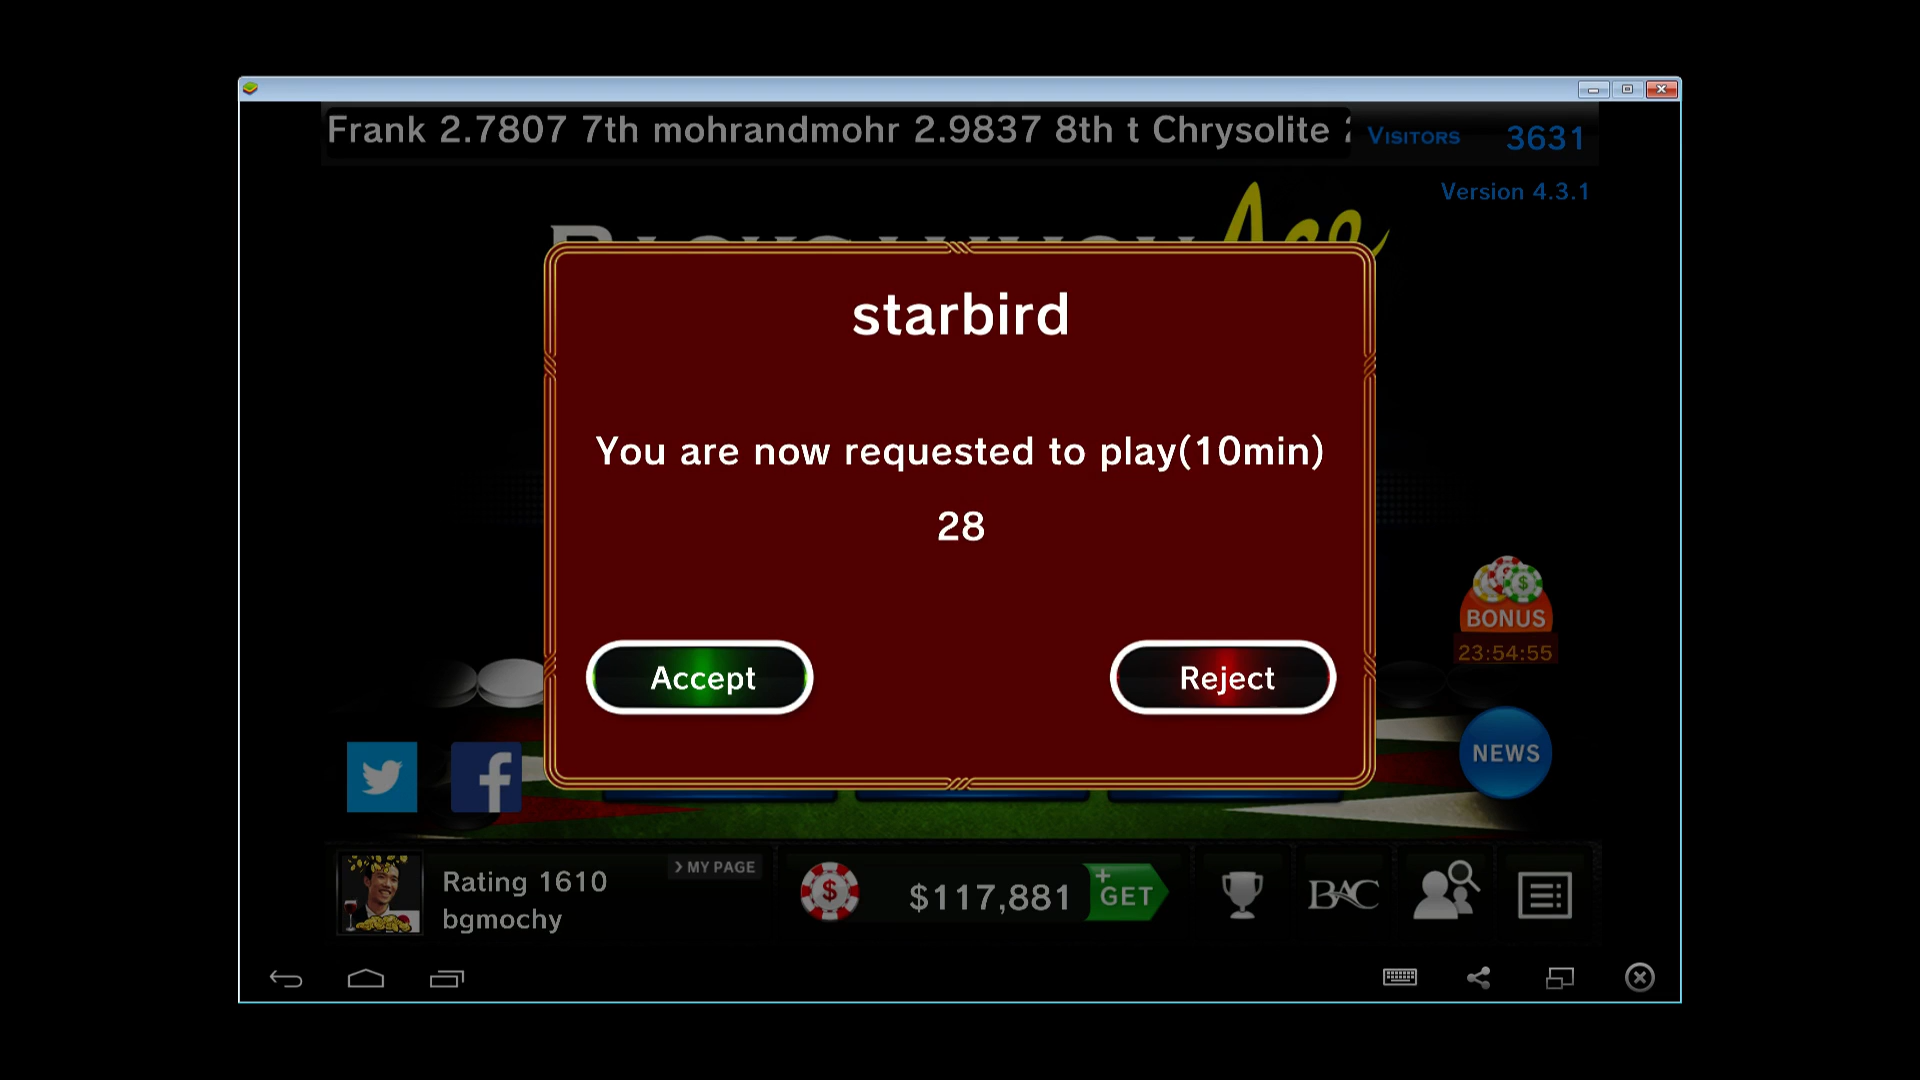 Frank 2.7807 7th mohrandmohr 2.9837 8th t Chrysolite
VISITORS 3631
Version 4.3.1
Ace
starbird
You are now requested to play(10min)
28
BONUS
23:54:55
Accept
Reject
NEWS
Rating 1610
> MY PAGE
bgmochy
$117,881
+GET
BAC